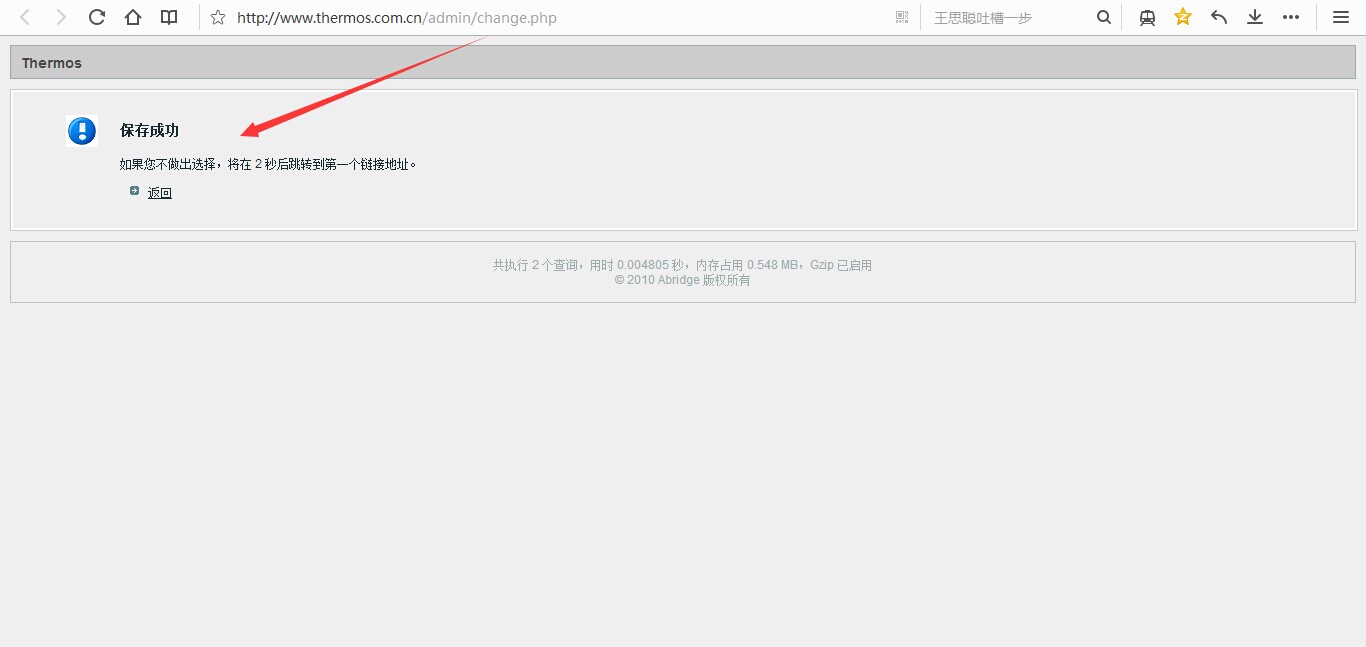 http://www.thermos.com.cn/admin/change.php
王思聪吐槽一步
Thermos
保存成功
如果您不做出选择，将在 2 秒后跳转到第一个链接地址。
返回
共执行 2 个查询，用时 0.004805 秒，内存占用 0.548 MB，Gzip 已启用
© 2010 Abridge 版权所有